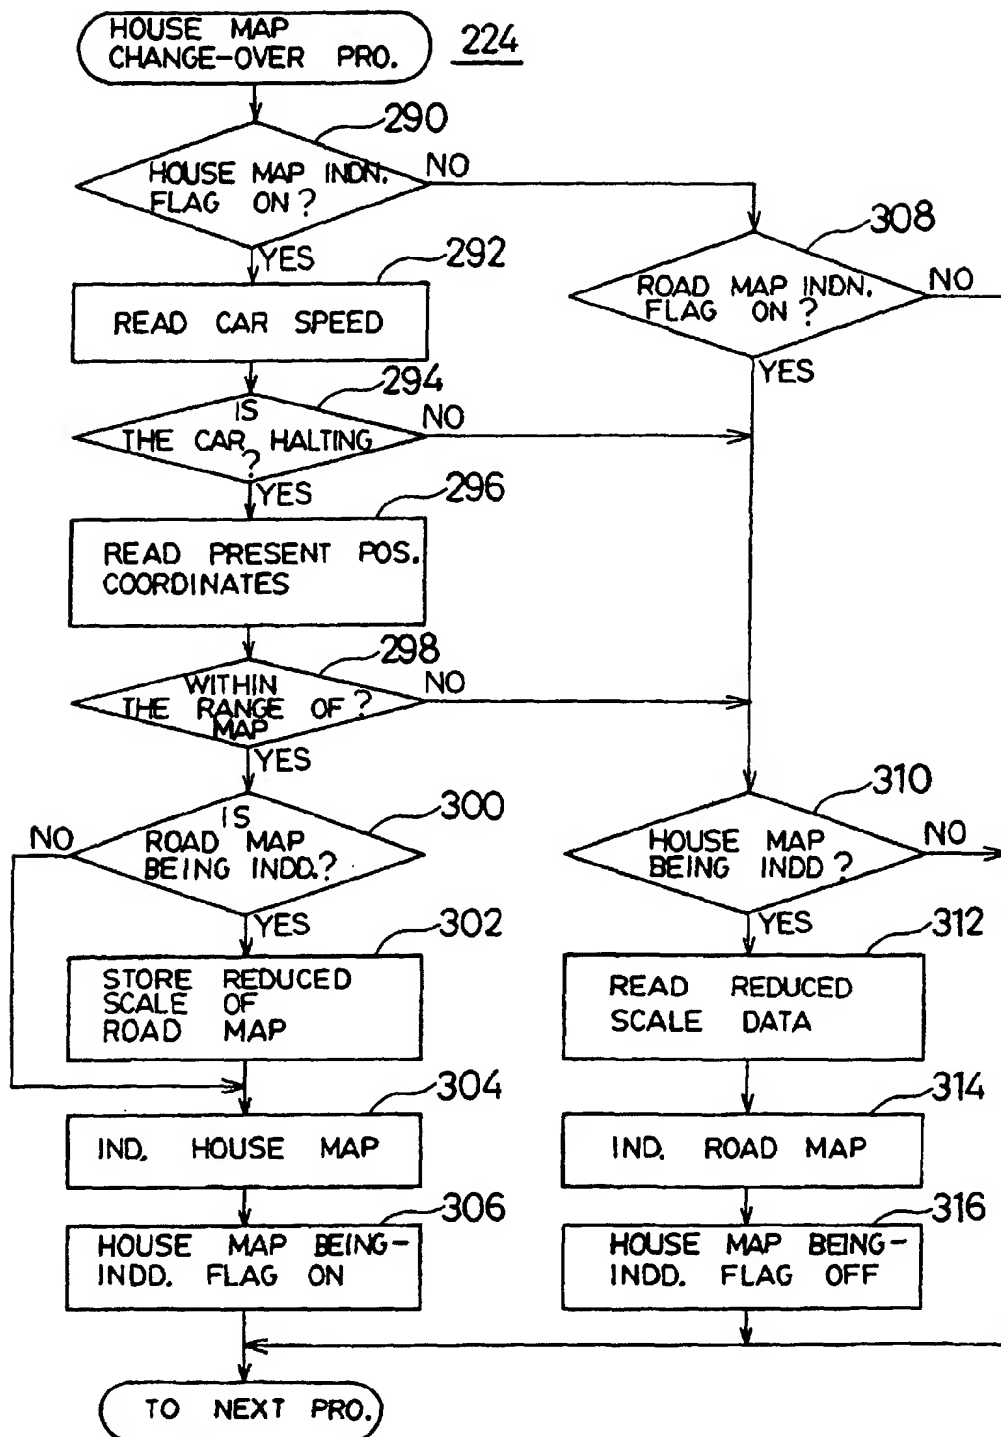 HOUSE MAP
CHANGE-OVER PRO.
224
290
HOUSE MAP INDN.
FLAG ON?
NO
YES
292
READ CAR SPEED
308
ROAD MAP INDN.
FLAG ON?
NO
YES
294
IS
THE CAR HALTING
?
NO
YES
296
READ PRESENT POS.
COORDINATES
298
WITHIN
THE RANGE OF ?
MAP
NO
YES
300
IS
ROAD MAP
BEING INDD.?
NO
YES
310
HOUSE MAP
BEING INDD ?
NO
YES
302
STORE REDUCED
SCALE OF
ROAD MAP
312
READ REDUCED
SCALE DATA
304
IND. HOUSE MAP
314
IND. ROAD MAP
306
HOUSE MAP BEING-
INDD. FLAG ON
316
HOUSE MAP BEING-
INDD. FLAG OFF
TO NEXT PRO.